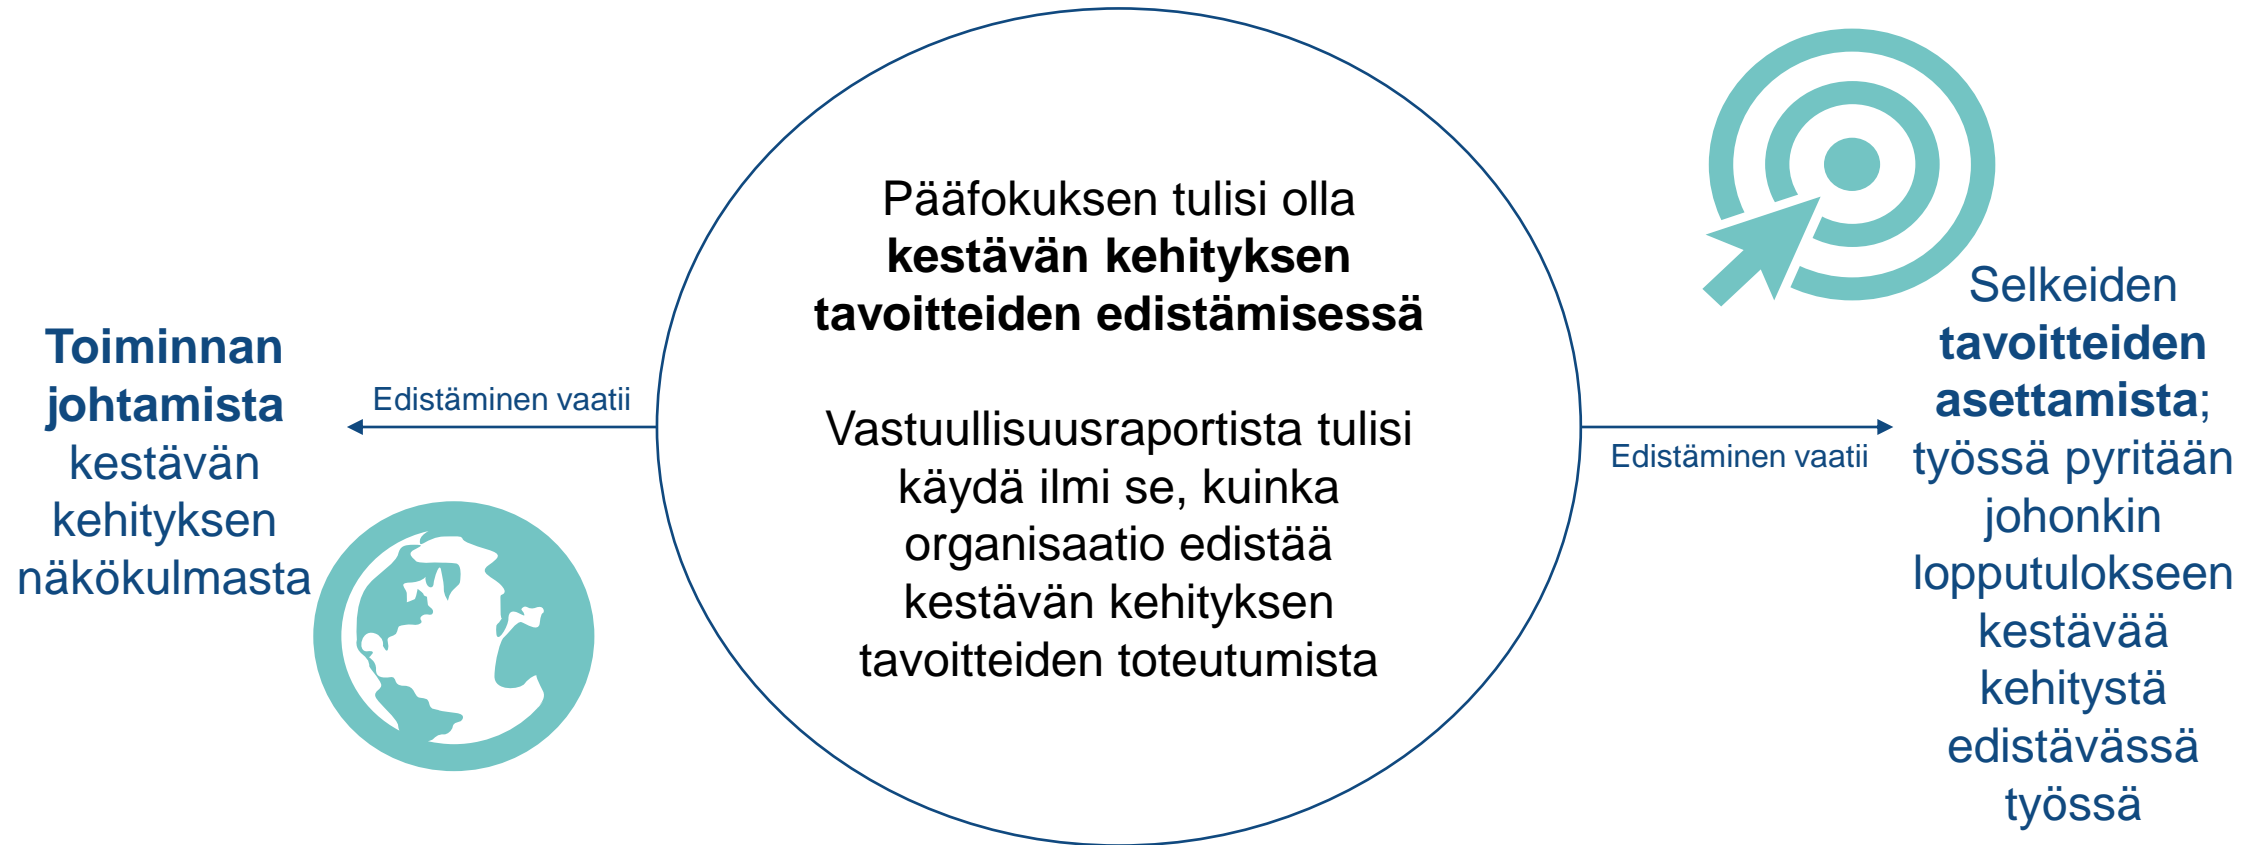 Toiminnan
johtamista
kestävän
kehityksen
näkökulmasta
Edistäminen vaatii
Pääfokuksen tulisi olla
kestävän kehityksen
tavoitteiden edistämisessä
Vastuullisuusraportista tulisi
käydä ilmi se, kuinka
organisaatio edistää
kestävän kehityksen
tavoitteiden toteutumista
Edistäminen vaatii
Selkeiden
tavoitteiden
asettamista;
työssä pyritään
johonkin
lopputulokseen
kestävää
kehitystä
edistävässä
työssä